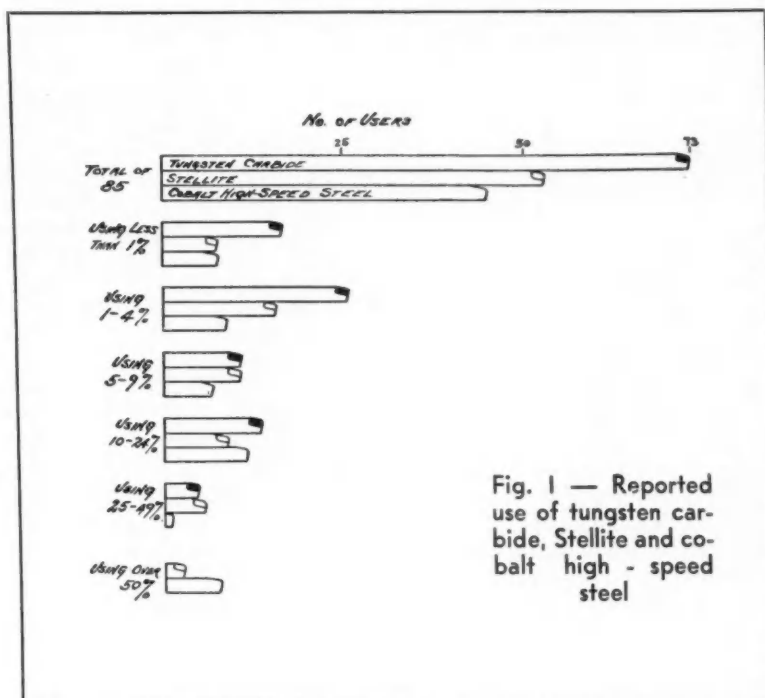 No. OF USERS
25 50 73
TOTAL OF
85
TUNGSTEN CARBIDE
STELLITE
COBALT HIGH-SPEED STEEL
USING LESS
THAN 1%
USING
1-4%
USING
5-9%
USING
10-24%
USING
25-49%
USING OVER
50%
Fig. 1 — Reported
use of tungsten car-
bide, Stellite and co-
balt high - speed
steel